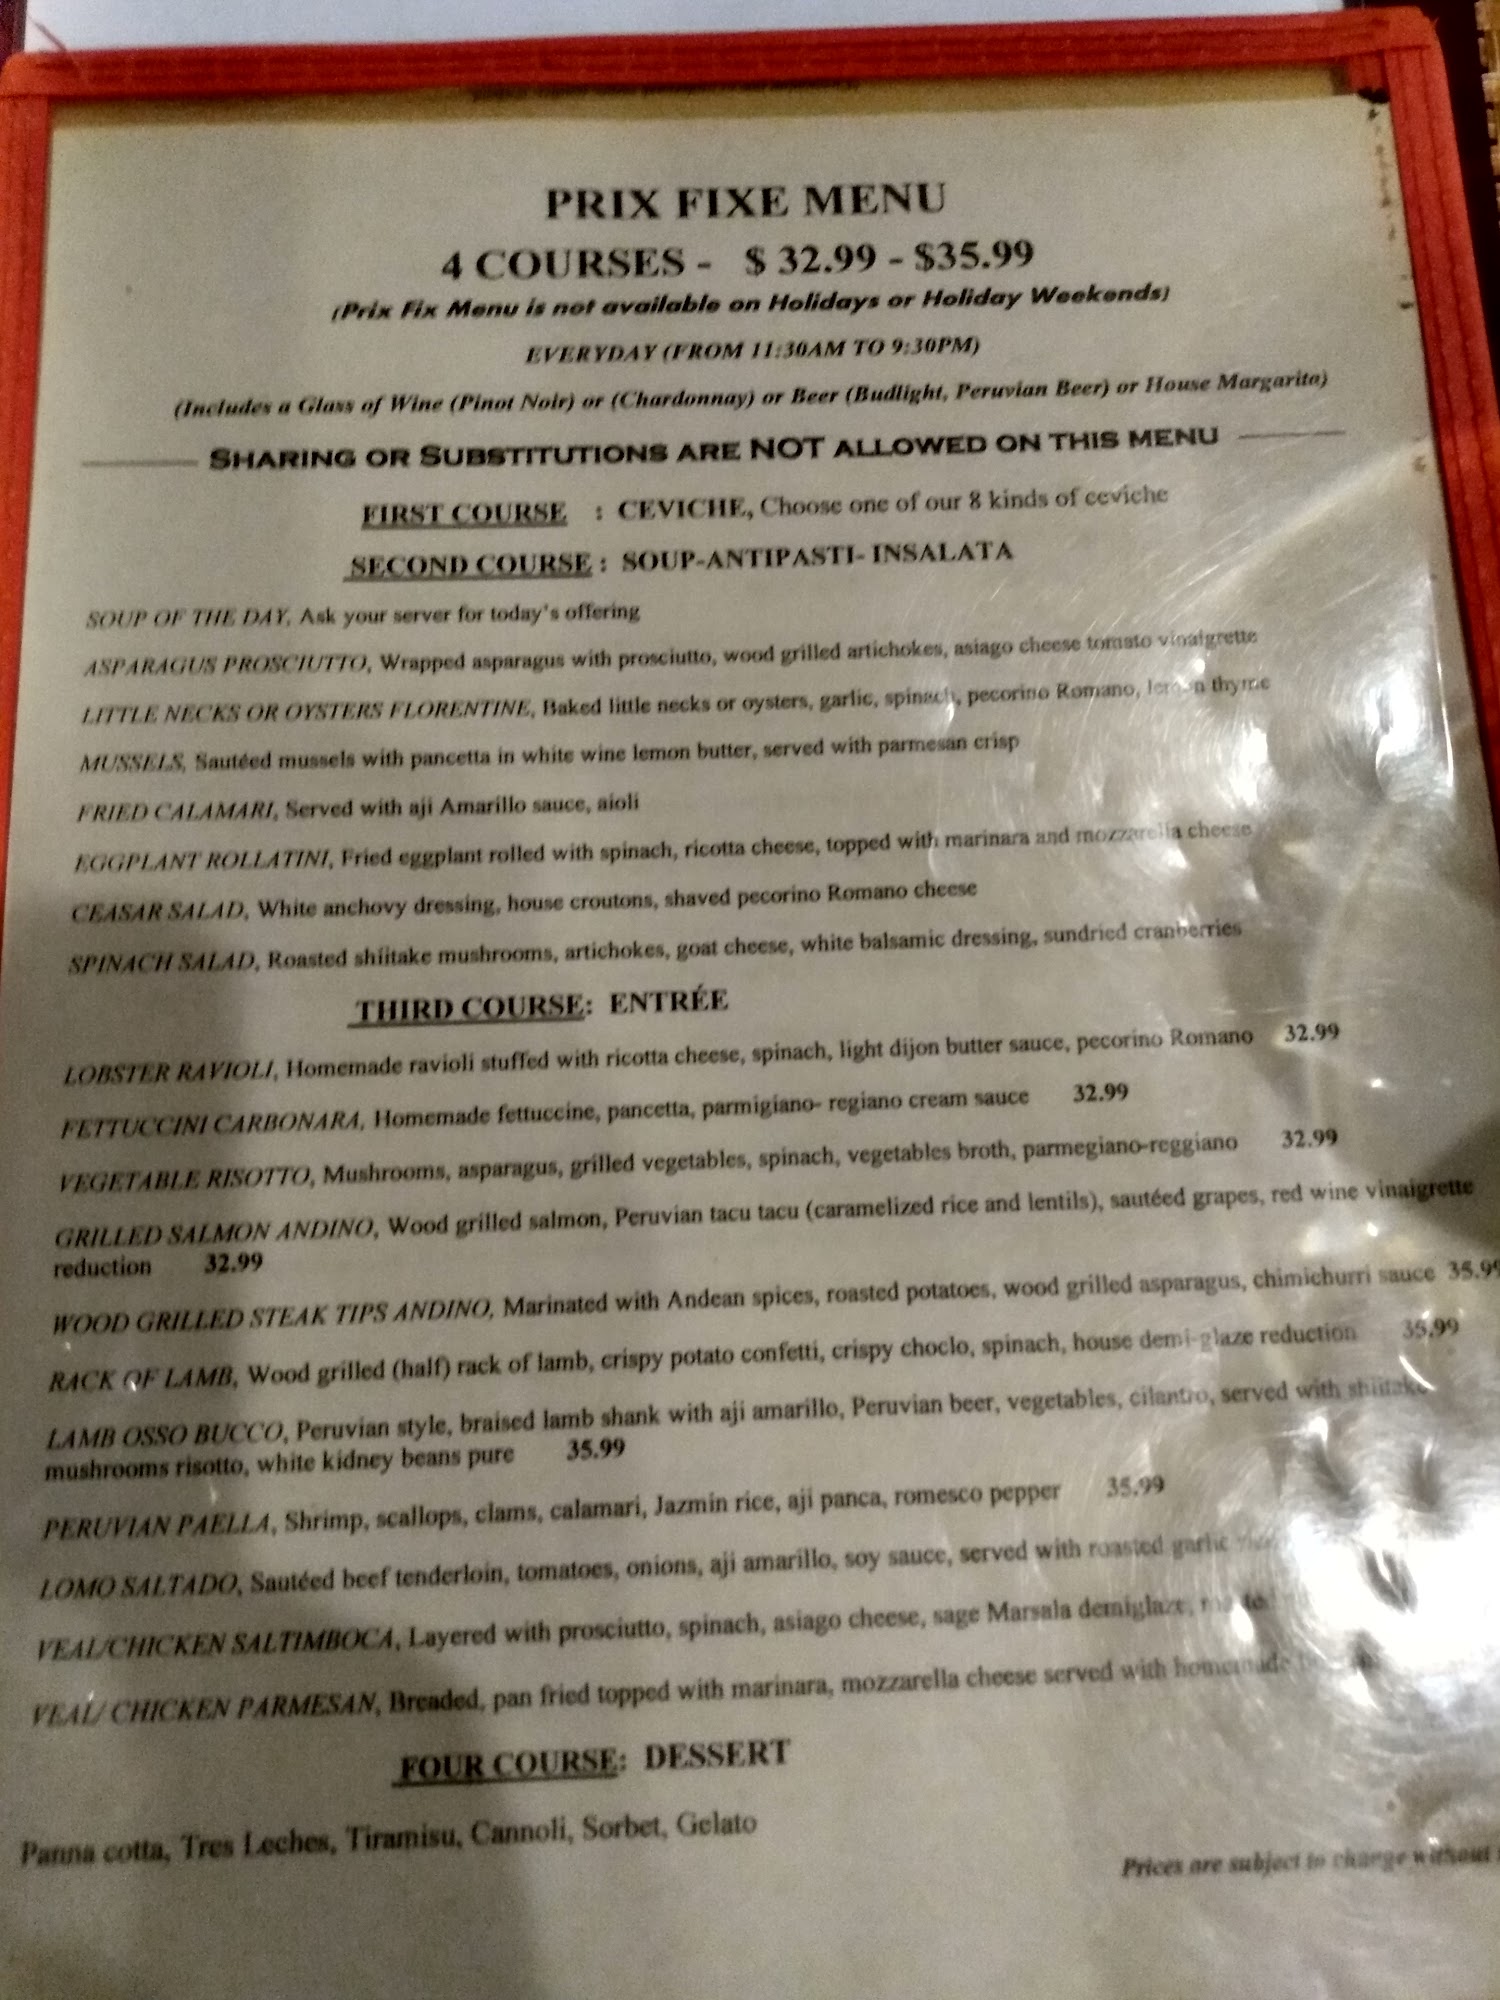 PRIX FIXE MENU
4 COURSES - $ 32.99 - $35.99
(Prix Fix Menu is not available on Holidays or Holiday Weekends)
EVERYDAY (FROM 11:30AM TO 9:30PM)
(Includes a Glass of Wine (Pinot Noir) or (Chardonnay) or Beer (Budlight, Peruvian Beer) or House Margarita)
SHARING OR SUBSTITUTIONS ARE NOT ALLOWED ON THIS MENU
FIRST COURSE : CEVICHE, Choose one of our 8 kinds of ceviche
SECOND COURSE : SOUP-ANTIPASTI- INSALATA
SOUP OF THE DAY, Ask your server for today's offering
ASPARAGUS PROSCIUTTO, Wrapped asparagus with prosciutto, wood grilled artichokes, asiago cheese tomato vinaigrette
LITTLE NECKS OR OYSTERS FLORENTINE, Baked little necks or oysters, garlic, spinach, pecorino Romano, lemon thyme
MUSSELS, Sautéed mussels with pancetta in white wine lemon butter, served with parmesan crisp
FRIED CALAMARI, Served with aji Amarillo sauce, aioli
EGGPLANT ROLLATINI, Fried eggplant rolled with spinach, ricotta cheese, topped with marinara and mozzarella cheese
CEASAR SALAD, White anchovy dressing, house croutons, shaved pecorino Romano cheese
SPINACH SALAD, Roasted shiitake mushrooms, artichokes, goat cheese, white balsamic dressing, sundried cranberries
THIRD COURSE: ENTRÉE
LOBSTER RAVIOLI, Homemade ravioli stuffed with ricotta cheese, spinach, light dijon butter sauce, pecorino Romano 32.99
FETTUCCINI CARBONARA, Homemade fettuccine, pancetta, parmigiano- regiano cream sauce 32.99
VEGETABLE RISOTTO, Mushrooms, asparagus, grilled vegetables, spinach, vegetables broth, parmegiano-reggiano 32.99
GRILLED SALMON ANDINO, Wood grilled salmon, Peruvian tacu tacu (caramelized rice and lentils), sautéed grapes, red wine vinaigrette
reduction 32.99
WOOD GRILLED STEAK TIPS ANDINO, Marinated with Andean spices, roasted potatoes, wood grilled asparagus, chimichurri sauce 35.99
RACK OF LAMB, Wood grilled (half) rack of lamb, crispy potato confetti, crispy choclo, spinach, house demi-glaze reduction 35.99
LAMB OSSO BUCCO, Peruvian style, braised lamb shank with aji amarillo, Peruvian beer, vegetables, cilantro, served with shiitake
mushrooms risotto, white kidney beans pure 35.99
PERUVIAN PAELLA, Shrimp, scallops, clams, calamari, Jazmin rice, aji panca, romesco pepper 35.99
LOMO SALTADO, Sautéed beef tenderloin, tomatoes, onions, aji amarillo, soy sauce, served with roasted garlic
VEAL/CHICKEN SALTIMBOCA, Layered with prosciutto, spinach, asiago cheese, sage Marsala demiglaze,
VEAL/ CHICKEN PARMESAN, Breaded, pan fried topped with marinara, mozzarella cheese served with homemade
FOUR COURSE: DESSERT
Panna cotta, Tres Leches, Tiramisu, Cannoli, Sorbet, Gelato
Prices are subject to change without